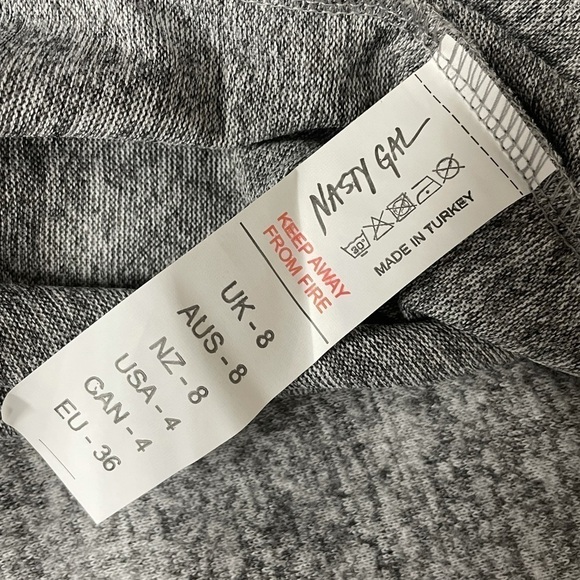 NASTY GAL
30°
MADE IN TURKEY
KEEP AWAY
FROM FIRE
UK - 8
AUS - 8
NZ - 8
USA - 4
CAN - 4
EU - 36